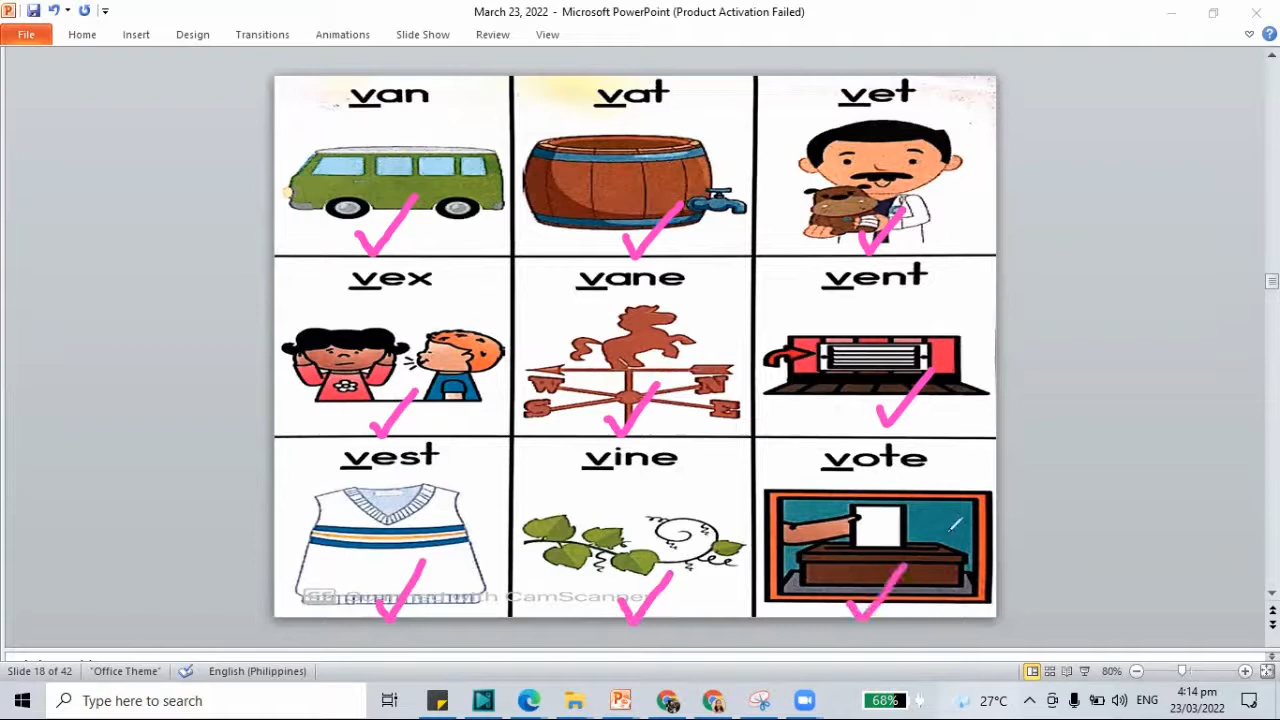 March 23, 2022 - Microsoft PowerPoint (Product Activation Failed)
File Home Insert Design Transitions Animations Slide Show Review View
van vat vet
vex vane vent
W N
S E
vest vine vote
with CamScanner
Slide 18 of 42 "Office Theme" English (Philippines) 80%
Type here to search 68% 27°C ENG 4:14 pm
23/03/2022